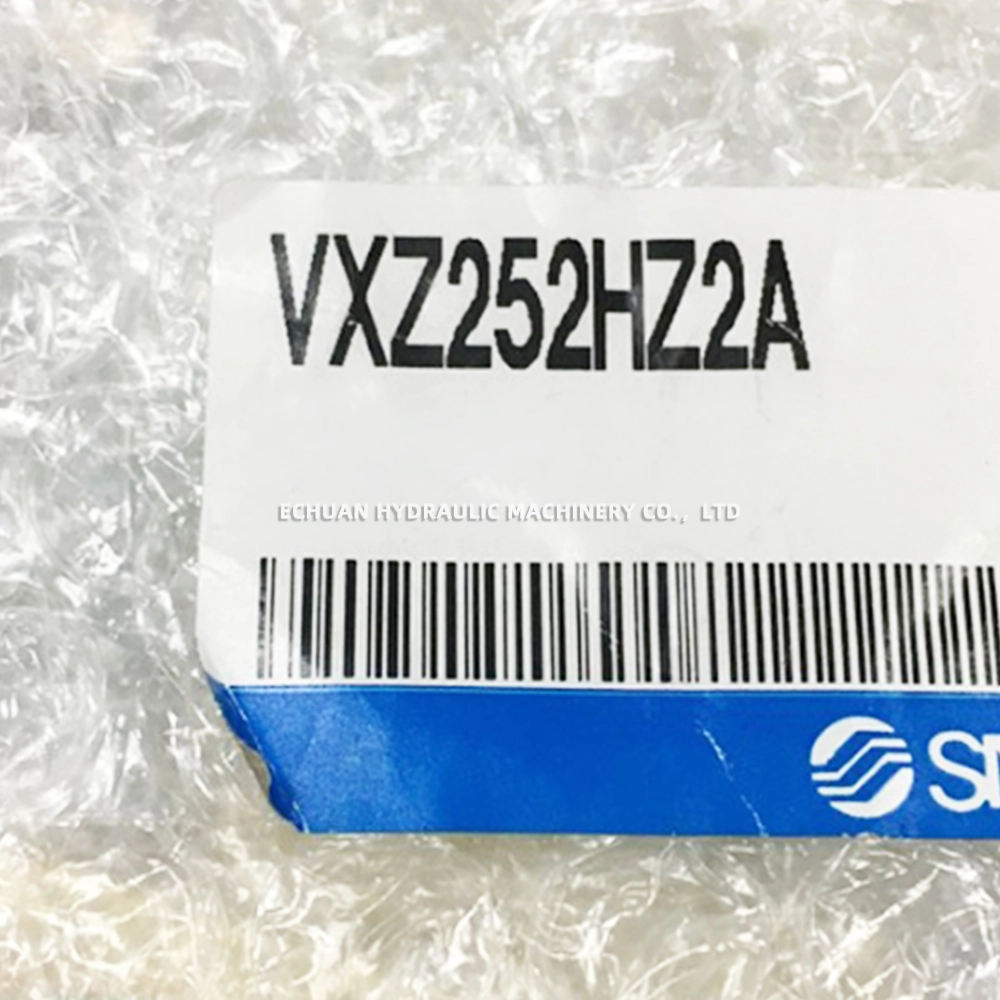 VXZ252HZ2A
ECHUAN HYDRAULIC MACHINERY CO., LTD